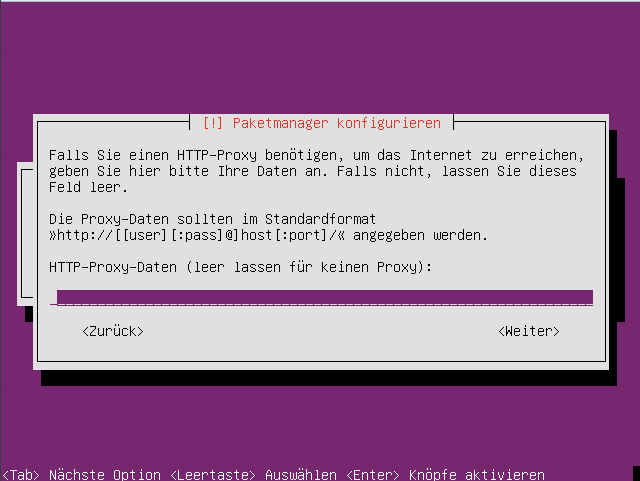 [!] Paketmanager konfigurieren
Falls Sie einen HTTP-Proxy benötigen, um das Internet zu erreichen,
geben Sie hier bitte Ihre Daten an. Falls nicht, lassen Sie dieses
Feld leer.
Die Proxy-Daten sollten im Standardformat
»http://[[user][:pass]@]host[:port]/« angegeben werden.
HTTP-Proxy-Daten (leer lassen für keinen Proxy):
<Zurück> <Weiter>
<Tab> Nächste Option <Leertaste> Auswählen <Enter> Knöpfe aktivieren